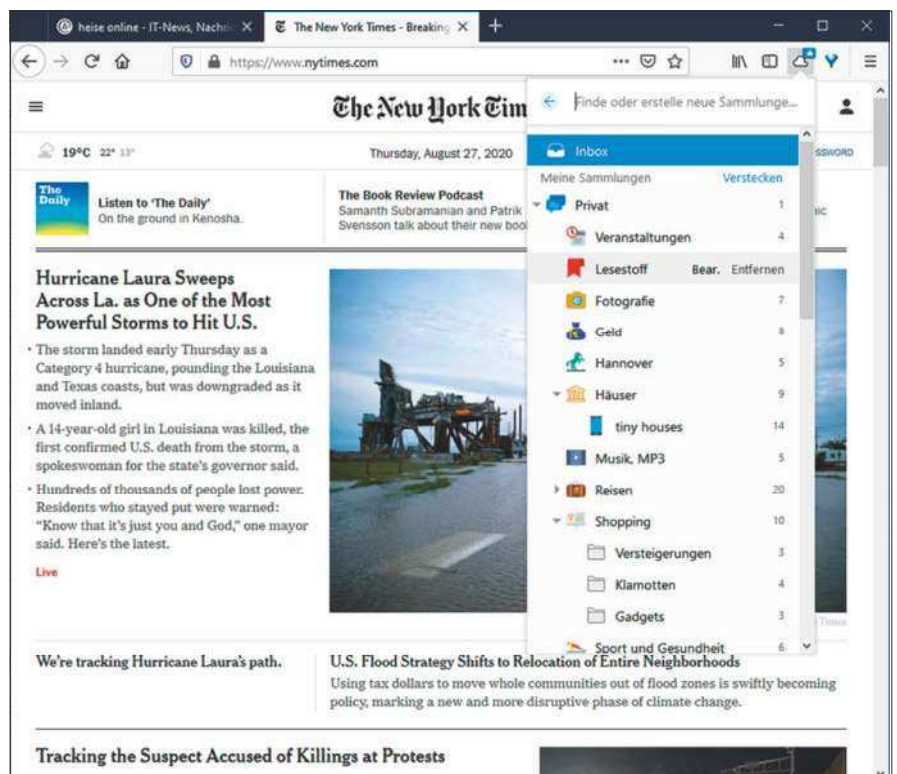 heise online - IT-News, Nachric
The New York Times - Breaking
https://www.nytimes.com
Finde oder erstelle neue Sammlunge...
The New York Tim
19°C 22° 13°
Thursday, August 27, 2020
SSWORD
Inbox
Meine Sammlungen Verstecken
Privat 1
Veranstaltungen 4
Lesestoff Bear. Entfernen
Fotografie 7
Geld 8
Hannover 5
Häuser 9
tiny houses 14
Musik, MP3 5
Reisen 20
Shopping 10
Versteigerungen 3
Klamotten 4
Gadgets 3
Sport und Gesundheit 6
The
Daily
Listen to 'The Daily'
On the ground in Kenosha.
The Book Review Podcast
Samanth Subramanian and Patrik
Svensson talk about their new boo
ic
Hurricane Laura Sweeps
Across La. as One of the Most
Powerful Storms to Hit U.S.
• The storm landed early Thursday as a
Category 4 hurricane, pounding the Louisiana
and Texas coasts, but was downgraded as it
moved inland.
• A 14-year-old girl in Louisiana was killed, the
first confirmed U.S. death from the storm, a
spokeswoman for the state's governor said.
• Hundreds of thousands of people lost power.
Residents who stayed put were warned:
“Know that it's just you and God,” one mayor
said. Here's the latest.
Live
Times
We're tracking Hurricane Laura's path.
U.S. Flood Strategy Shifts to Relocation of Entire Neighborhoods
Using tax dollars to move whole communities out of flood zones is swiftly becoming
policy, marking a new and more disruptive phase of climate change.
Tracking the Suspect Accused of Killings at Protests